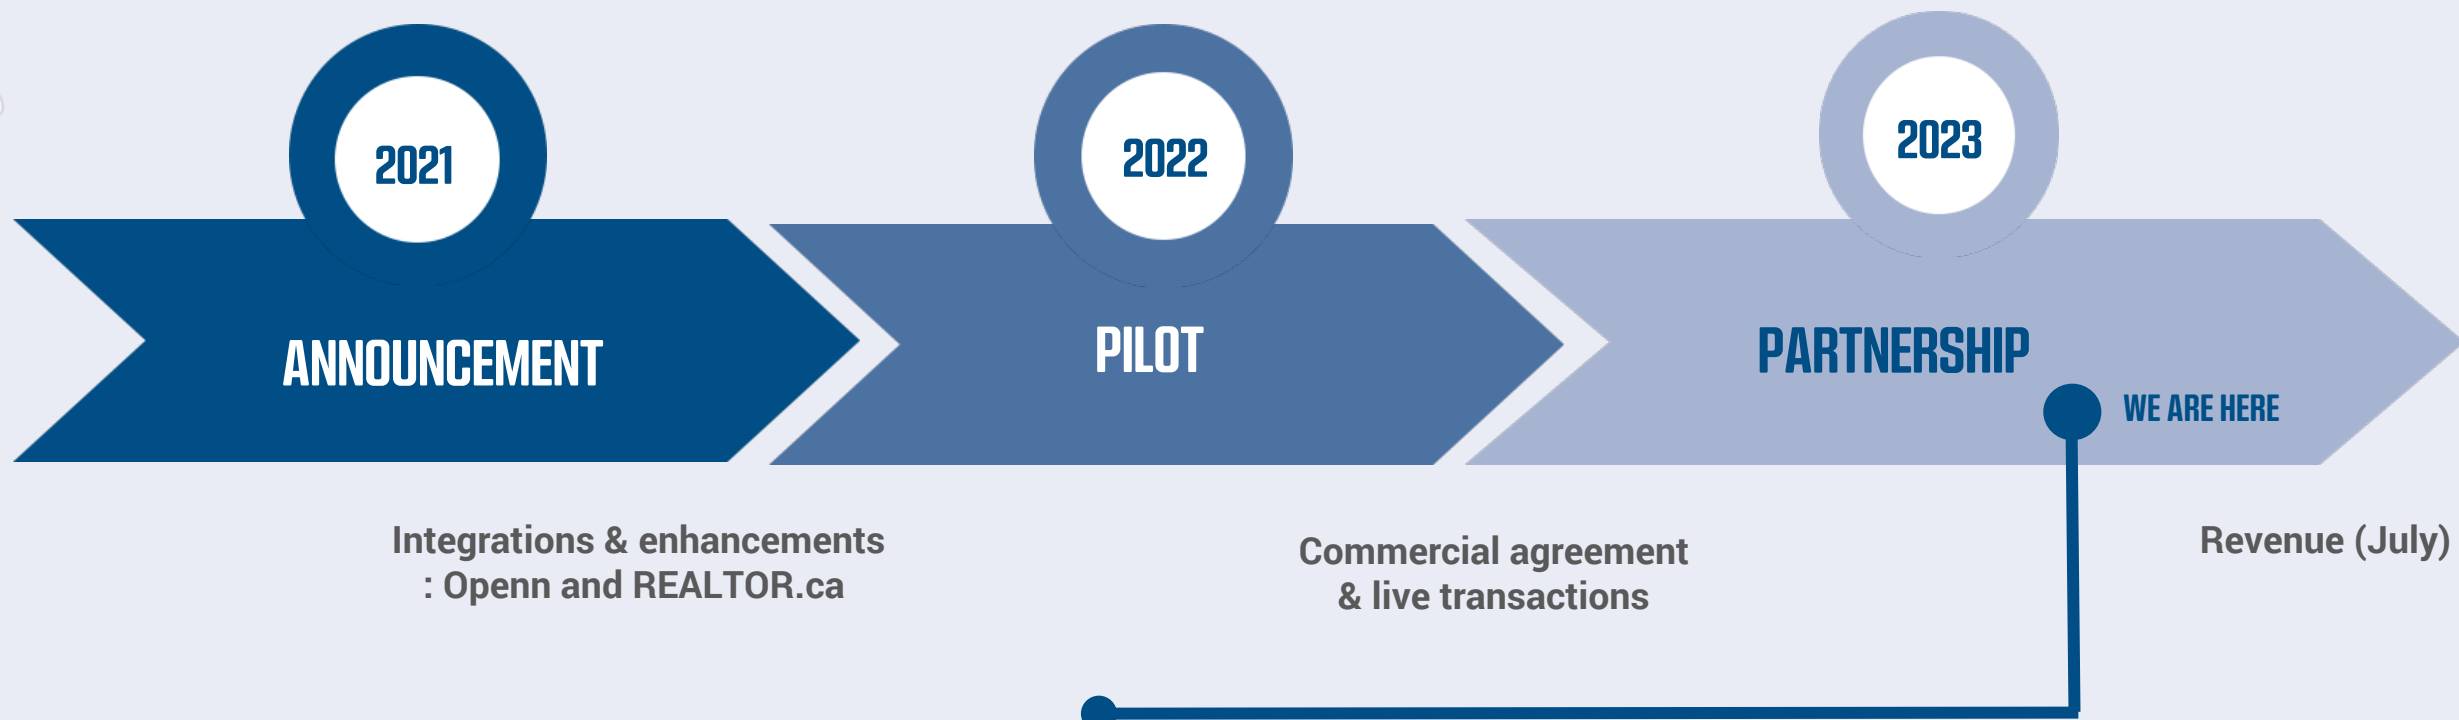 2021
2022
2023
ANNOUNCEMENT
PILOT
PARTNERSHIP
WE ARE HERE
Integrations & enhancements
: Openn and REALTOR.ca
Commercial agreement
& live transactions
Revenue (July)